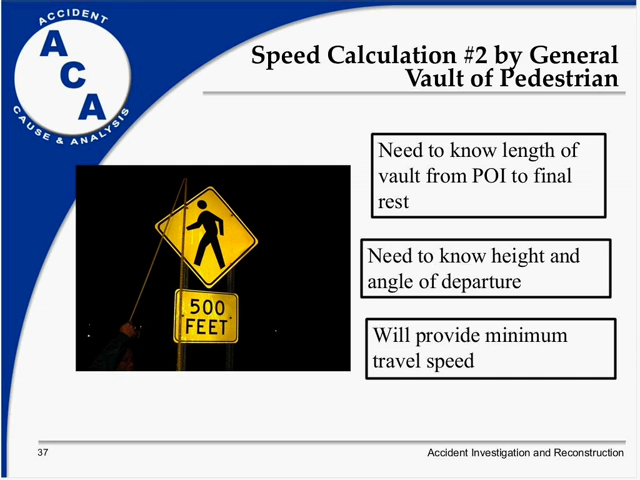 ACCIDENT
A
C
A
CAUSE & ANALYSIS
Speed Calculation #2 by General
Vault of Pedestrian
Need to know length of
vault from POI to final
rest
Need to know height and
angle of departure
500
FEET
Will provide minimum
travel speed
37
Accident Investigation and Reconstruction